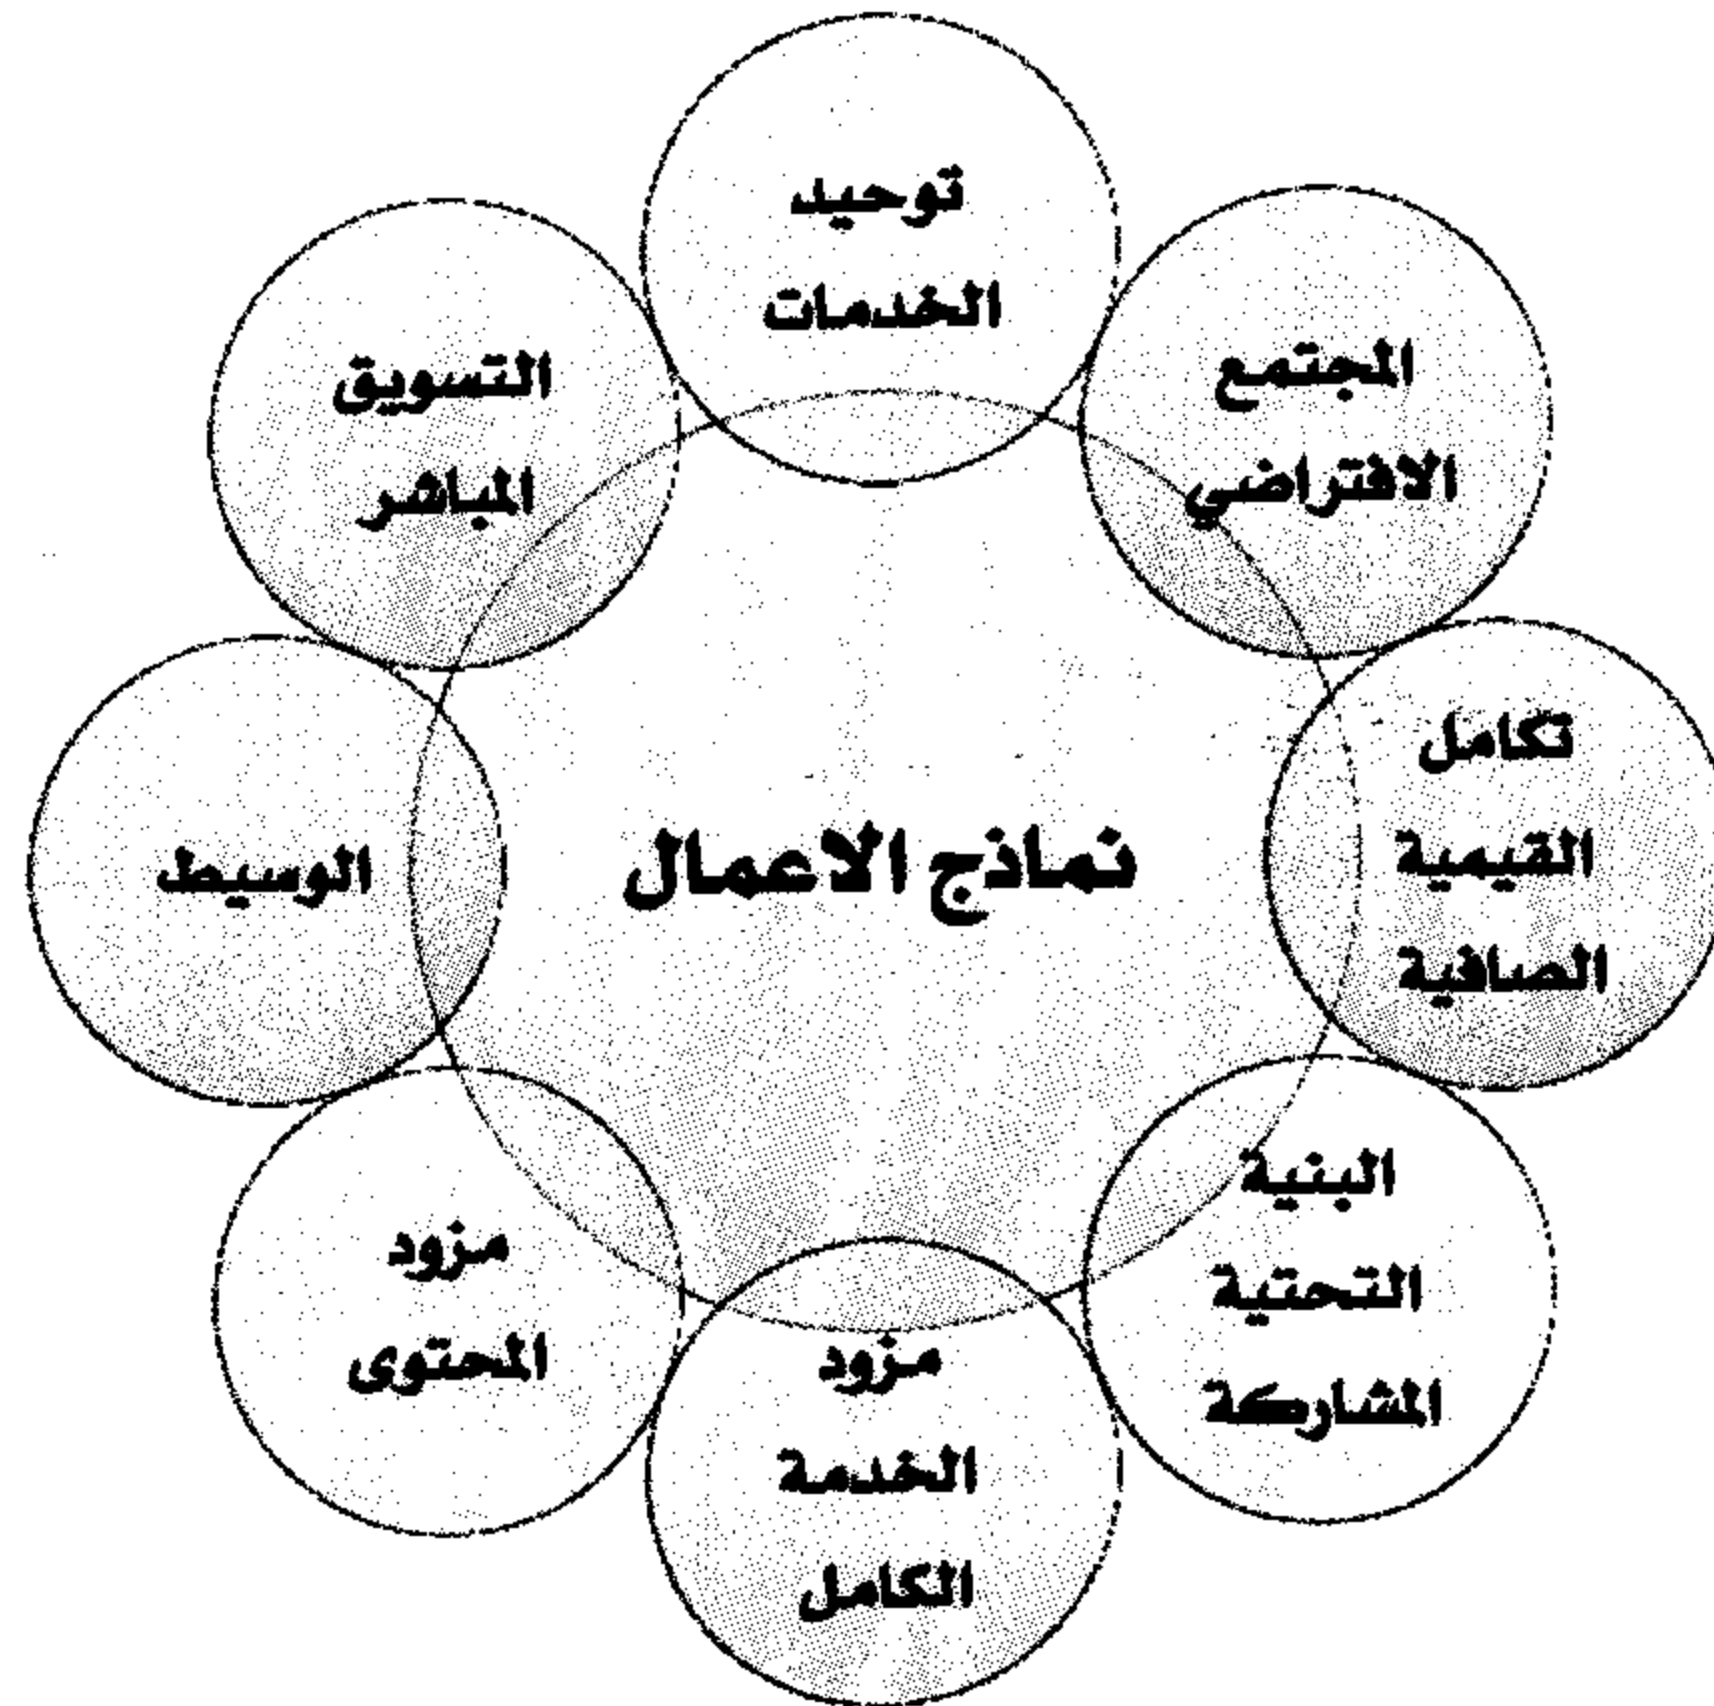 توحيد
الخدمات
المجتمع
الافتراضي
تكامل
القيمية
الصافية
البنية
التحتية
المشاركة
مزود
الخدمة
الكامل
مزود
المحتوى
الوسيط
التسويق
المباشر
نماذج الاعمال